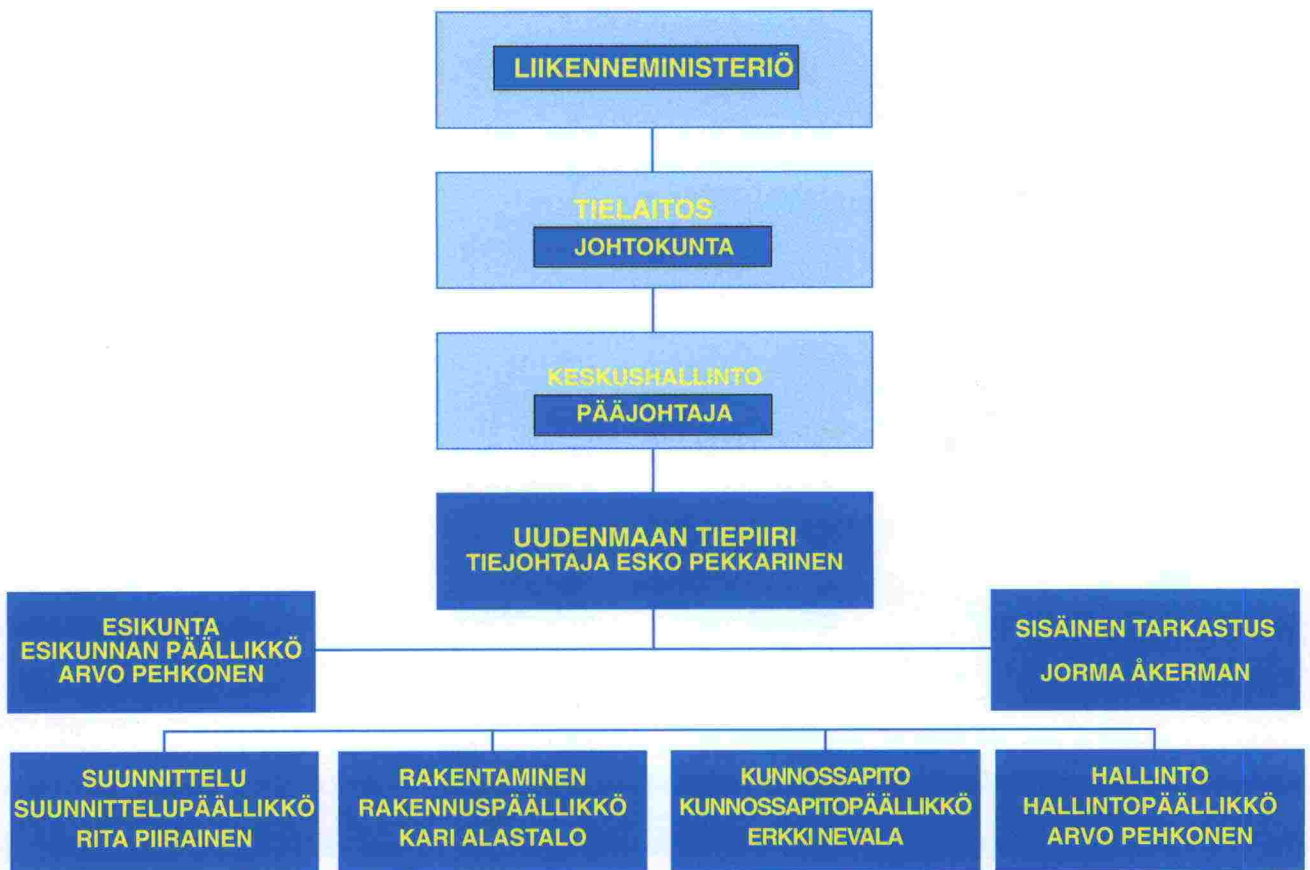 LIIKENNEMINISTERIÖ
TIELAITOS
JOHTOKUNTA
KESKUSHALLINTO
PÄÄJOHTAJA
UUDENMAAN TIEPIIRI
TIEJOHTAJA ESKO PEKKARINEN
ESIKUNTA
ESIKUNNAN PÄÄLLIKKÖ
ARVO PEHKONEN
SISÄINEN TARKASTUS
JORMA ÅKERMAN
SUUNNITTELU
SUUNNITTELUPÄÄLLIKKÖ
RITA PIIRAINEN
RAKENTAMINEN
RAKENNUSPÄÄLLIKKÖ
KARI ALASTALO
KUNNOSSAPITO
KUNNOSSAPITOPÄÄLLIKKÖ
ERKKI NEVALA
HALLINTO
HALLINTOPÄÄLLIKKÖ
ARVO PEHKONEN